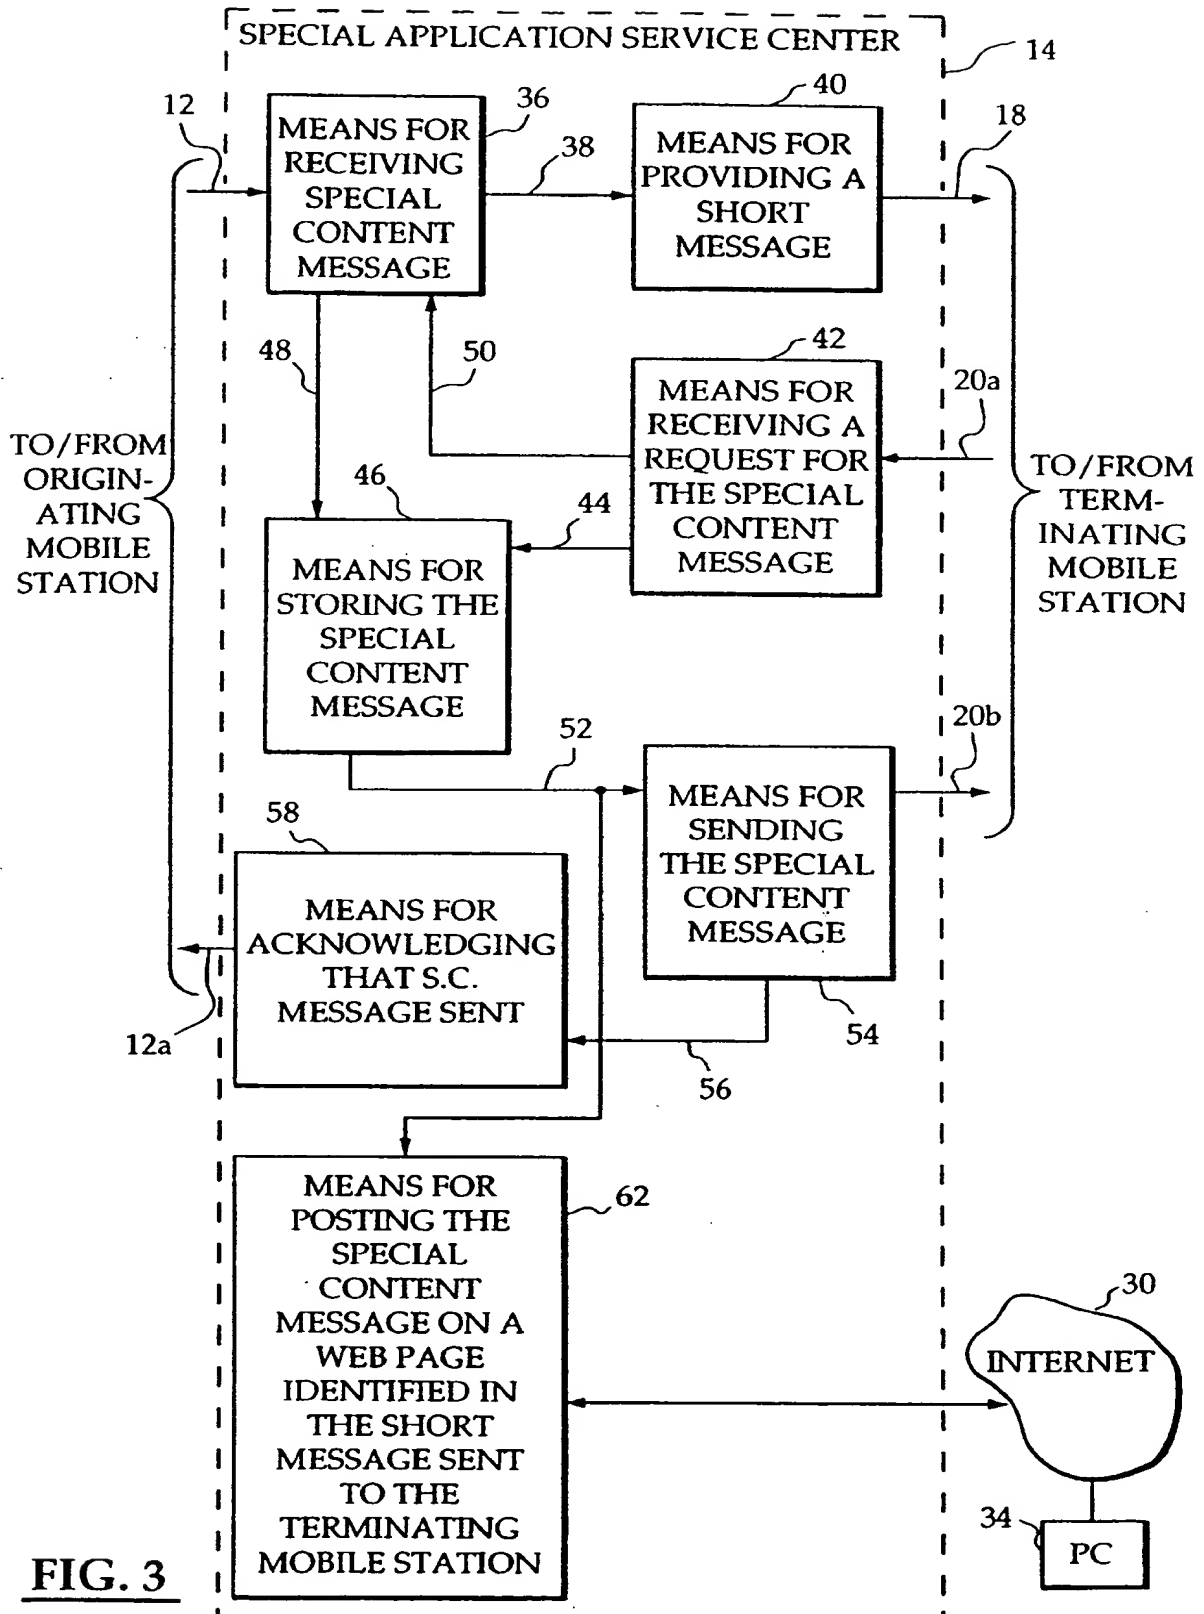 SPECIAL APPLICATION SERVICE CENTER
14
12
36
MEANS FOR
RECEIVING
SPECIAL
CONTENT
MESSAGE
38
40
MEANS FOR
PROVIDING A
SHORT
MESSAGE
18
48
50
42
MEANS FOR
RECEIVING A
REQUEST FOR
THE SPECIAL
CONTENT
MESSAGE
20a
TO/FROM
ORIGIN-
ATING
MOBILE
STATION
TO/FROM
TERM-
INATING
MOBILE
STATION
46
44
MEANS FOR
STORING THE
SPECIAL
CONTENT
MESSAGE
52
20b
MEANS FOR
SENDING
THE SPECIAL
CONTENT
MESSAGE
54
58
MEANS FOR
ACKNOWLEDGING
THAT S.C.
MESSAGE SENT
12a
56
MEANS FOR
POSTING THE
SPECIAL
CONTENT
MESSAGE ON A
WEB PAGE
IDENTIFIED IN
THE SHORT
MESSAGE SENT
TO THE
TERMINATING
MOBILE STATION
62
30
INTERNET
34
PC
FIG. 3